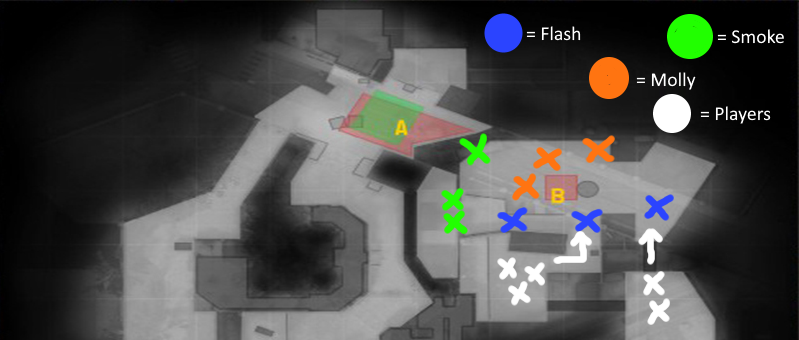 = Flash
= Smoke
= Molly
= Players
A
B